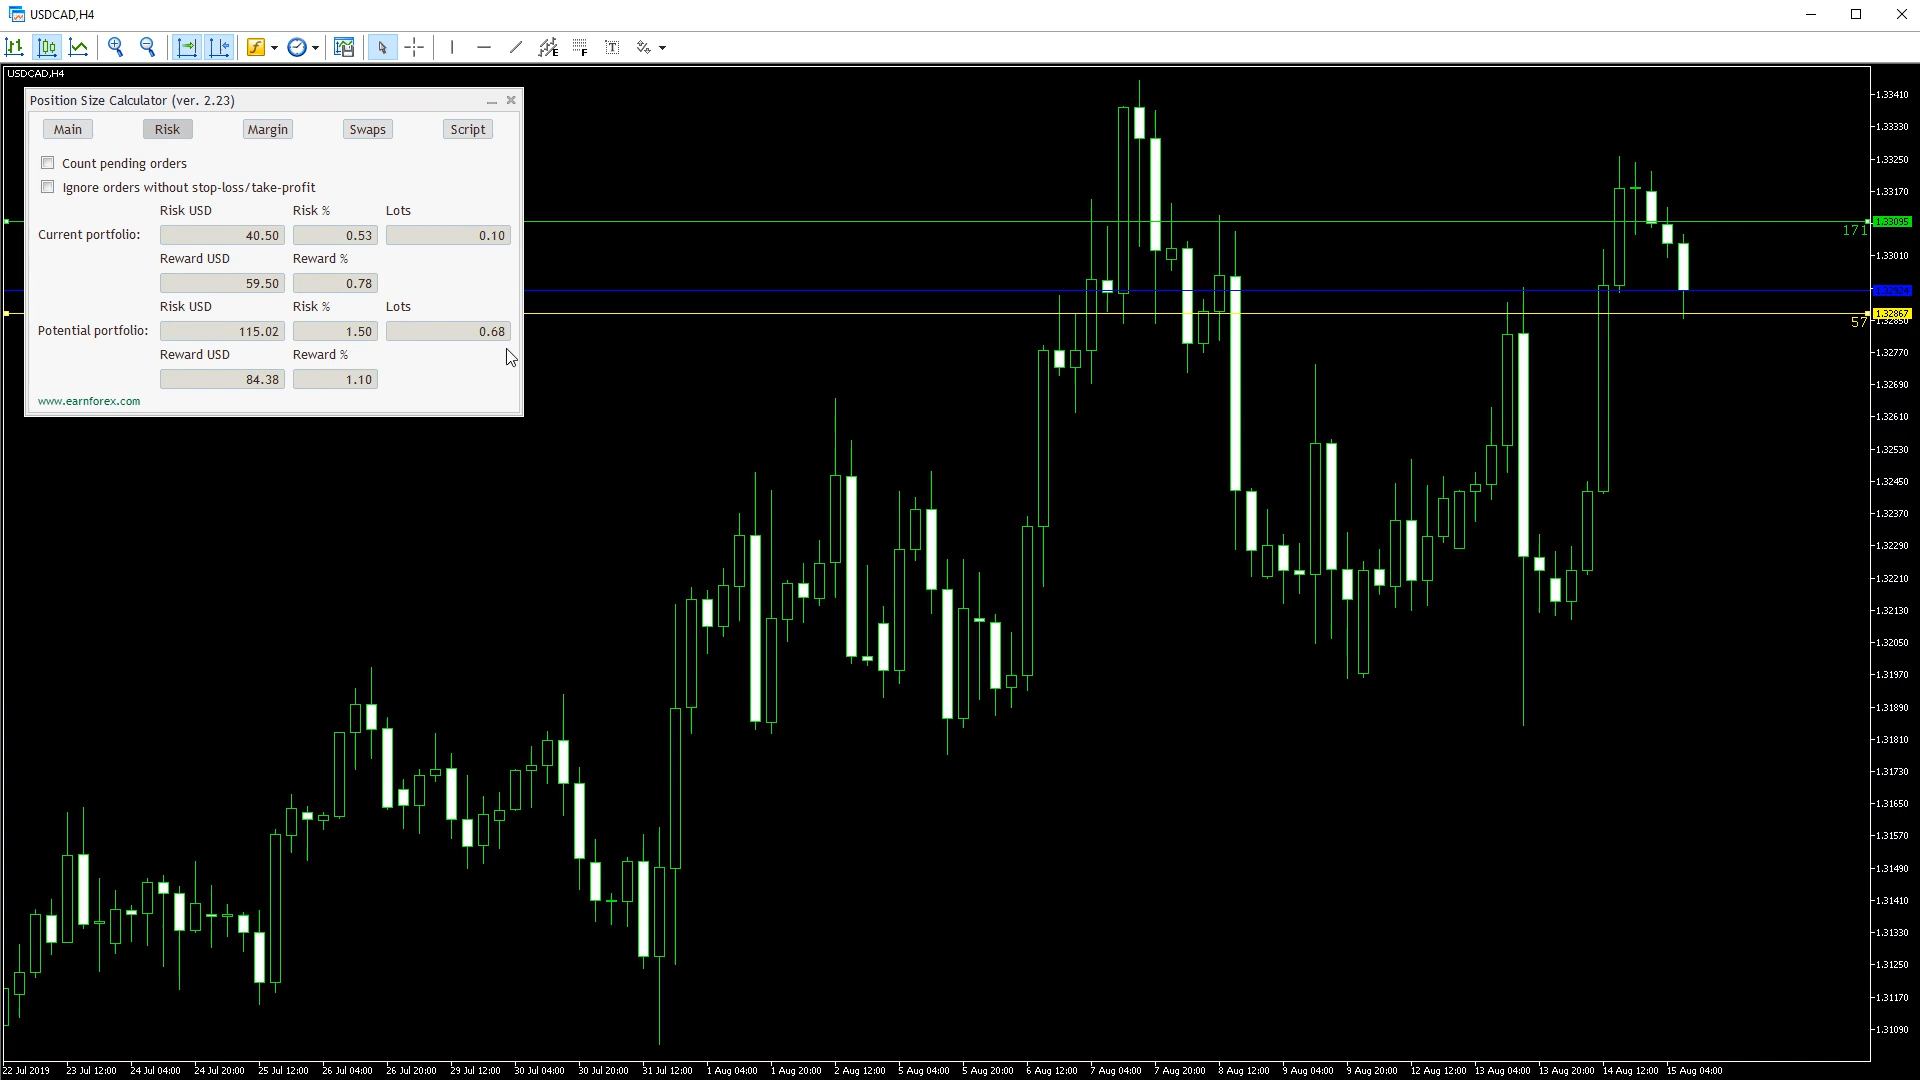 USDCAD,H4
USDCAD,H4
Position Size Calculator (ver. 2.23)
Main Risk Margin Swaps Script
Count pending orders
Ignore orders without stop-loss/take-profit
Risk USD Risk % Lots
Current portfolio: 40.50 0.53 0.10
Reward USD Reward %
59.50 0.78
Risk USD Risk % Lots
Potential portfolio: 115.02 1.50 0.68
Reward USD Reward %
84.38 1.10
www.earnforex.com
1.33410
1.33330
1.33250
1.33170
1.33095
171
1.33010
1.32867
57
1.32850
1.32770
1.32690
1.32610
1.32530
1.32450
1.32370
1.32290
1.32210
1.32130
1.32050
1.31970
1.31890
1.31810
1.31730
1.31650
1.31570
1.31490
1.31410
1.31330
1.31250
1.31170
1.31090
22 Jul 2019 23 Jul 12:00 24 Jul 04:00 24 Jul 20:00 25 Jul 12:00 26 Jul 04:00 26 Jul 20:00 29 Jul 12:00 30 Jul 04:00 30 Jul 20:00 31 Jul 12:00 1 Aug 04:00 1 Aug 20:00 2 Aug 12:00 5 Aug 04:00 5 Aug 20:00 6 Aug 12:00 7 Aug 04:00 7 Aug 20:00 8 Aug 12:00 9 Aug 04:00 9 Aug 20:00 12 Aug 12:00 13 Aug 04:00 13 Aug 20:00 14 Aug 12:00 15 Aug 04:00